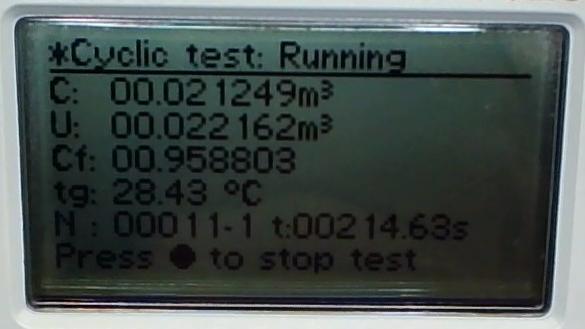 *Cyclic test: Running
C: 00.021249m³
U: 00.022162m³
Cf: 00.958803
tg: 28.43 ºC
N : 00011-1 t:00214.63s
Press ● to stop test